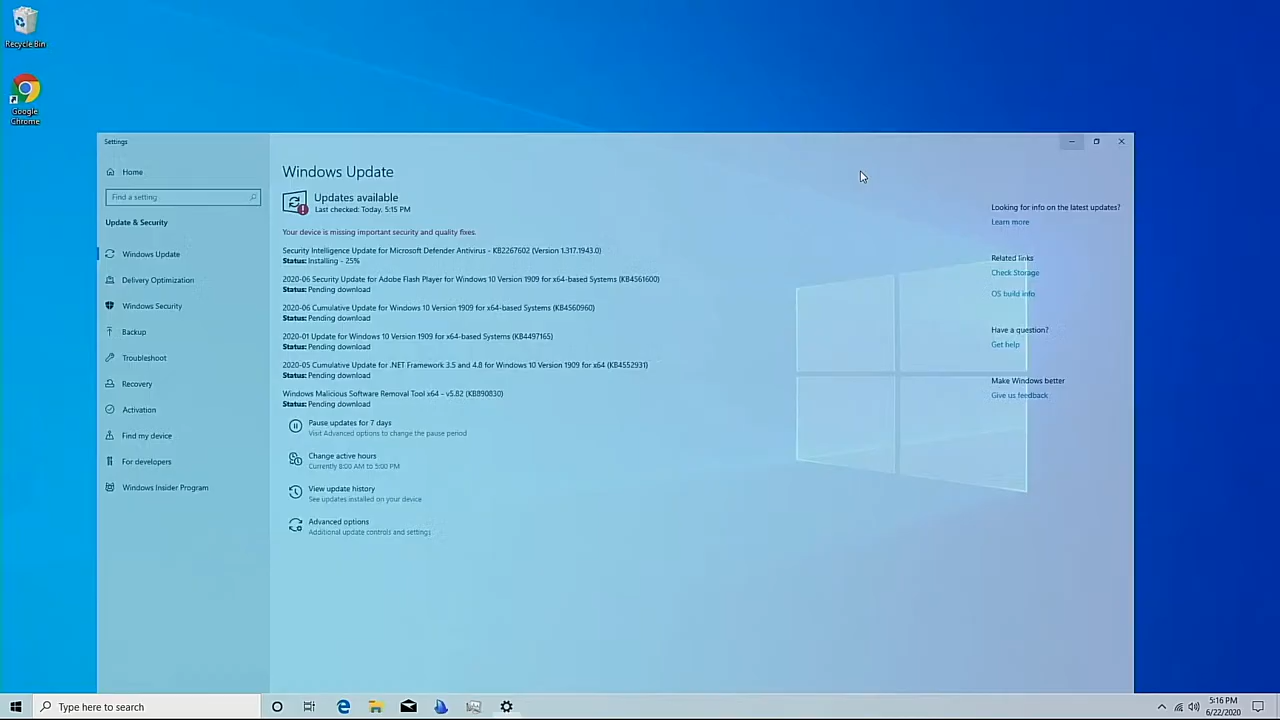 Recycle Bin
Google
Chrome
Settings
Home
Find a setting
Update & Security
Windows Update
Delivery Optimization
Windows Security
Backup
Troubleshoot
Recovery
Activation
Find my device
For developers
Windows Insider Program
Windows Update
Updates available
Last checked: Today, 5:15 PM
Your device is missing important security and quality fixes.
Security Intelligence Update for Microsoft Defender Antivirus - KB2267602 (Version 1.317.1943.0)
Status: Installing - 25%
2020-06 Security Update for Adobe Flash Player for Windows 10 Version 1909 for x64-based Systems (KB4561600)
Status: Pending download
2020-06 Cumulative Update for Windows 10 Version 1909 for x64-based Systems (KB4560960)
Status: Pending download
2020-01 Update for Windows 10 Version 1909 for x64-based Systems (KB4497165)
Status: Pending download
2020-05 Cumulative Update for .NET Framework 3.5 and 4.8 for Windows 10 Version 1909 for x64 (KB4552931)
Status: Pending download
Windows Malicious Software Removal Tool x64 - v5.82 (KB890830)
Status: Pending download
Pause updates for 7 days
Visit Advanced options to change the pause period
Change active hours
Currently 8:00 AM to 5:00 PM
View update history
See updates installed on your device
Advanced options
Additional update controls and settings
Looking for info on the latest updates?
Learn more
Related links
Check Storage
OS build info
Have a question?
Get help
Make Windows better
Give us feedback
Type here to search
5:16 PM
6/22/2020